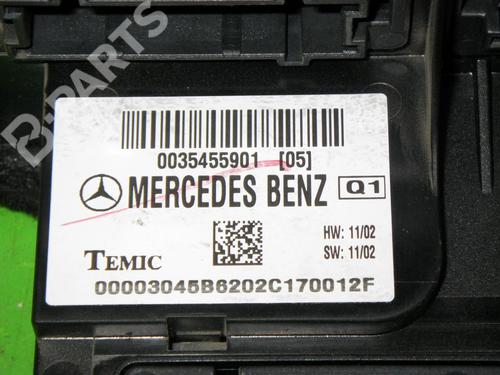 B-PARTS
0035455901 [05]
MERCEDES BENZ Q1
HW: 11/02
SW: 11/02
TEMIC
00003045B6202C170012F